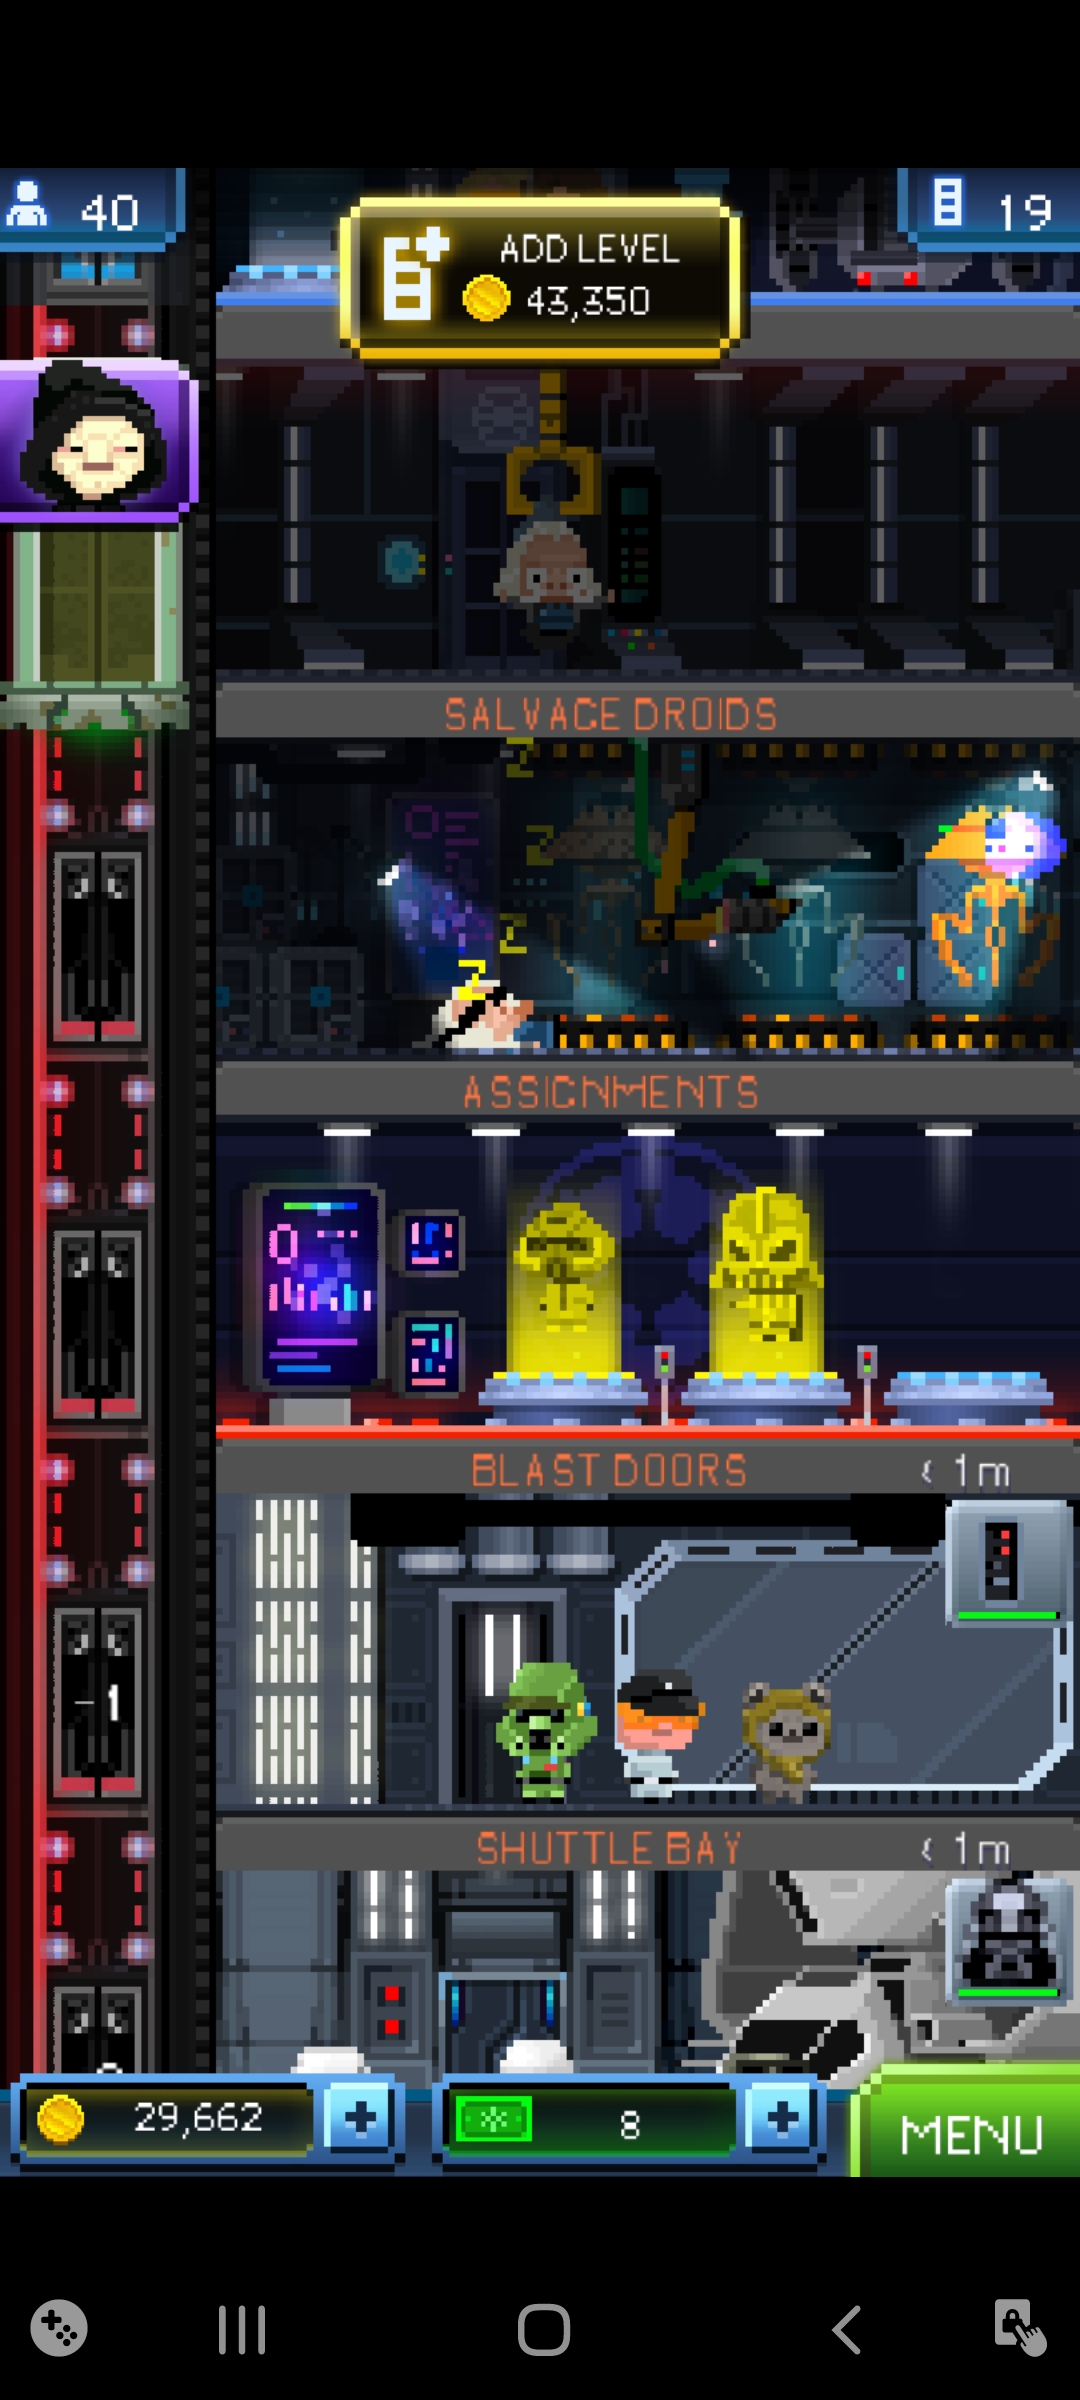 40
19
ADD LEVEL
43,350
SALVAGE DROIDS
Z
Z
Z
Z
ASSIGNMENTS
BLAST DOORS < 1m
-1
SHUTTLE BAY < 1m
29,662
8
MENU